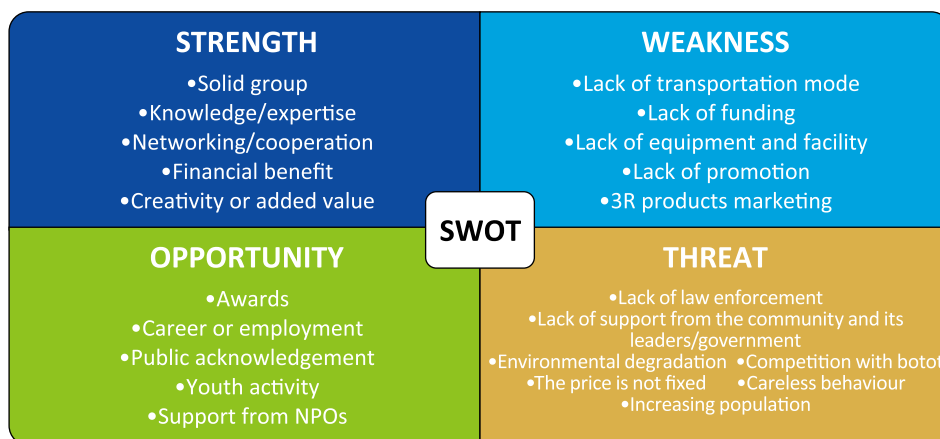 STRENGTH
•Solid group
•Knowledge/expertise
•Networking/cooperation
•Financial benefit
•Creativity or added value
WEAKNESS
•Lack of transportation mode
•Lack of funding
•Lack of equipment and facility
•Lack of promotion
•3R products marketing
SWOT
OPPORTUNITY
•Awards
•Career or employment
•Public acknowledgement
•Youth activity
•Support from NPOs
THREAT
•Lack of law enforcement
•Lack of support from the community and its
leaders/government
•Environmental degradation •Competition with botot
•The price is not fixed •Careless behaviour
•Increasing population